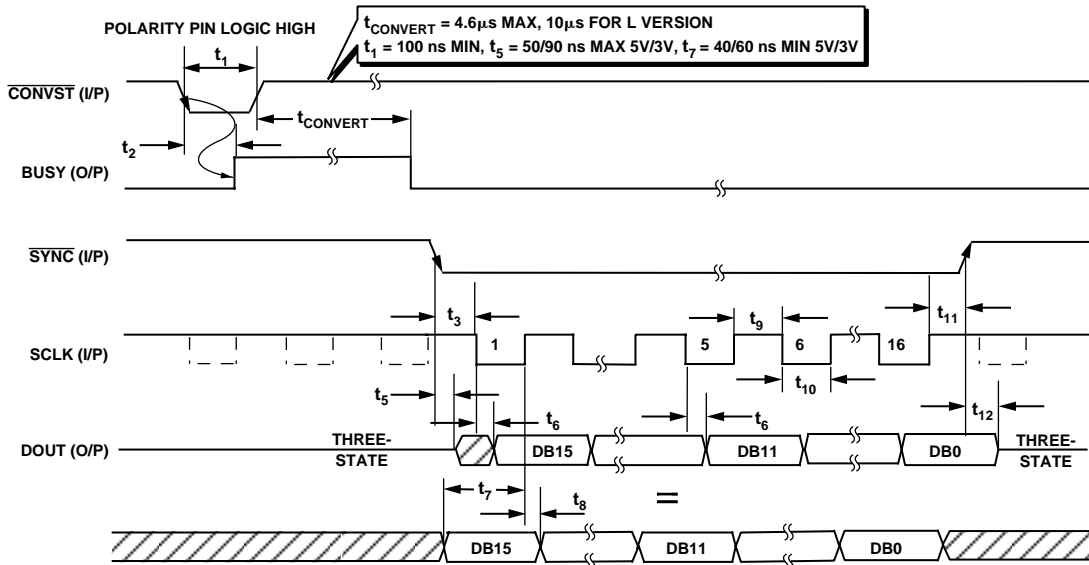 POLARITY PIN LOGIC HIGH
tCONVERT = 4.6μs MAX, 10μs FOR L VERSION
t1 = 100 ns MIN, t5 = 50/90 ns MAX 5V/3V, t7 = 40/60 ns MIN 5V/3V
t1
CONVST (I/P)
tCONVERT
t2
BUSY (O/P)
SYNC (I/P)
t3
t9
t11
SCLK (I/P)
1
5
6
16
t10
t5
t6
t6
t12
DOUT (O/P)
THREE-
STATE
DB15
DB11
DB0
THREE-
STATE
t7
t8
=
DB15
DB11
DB0